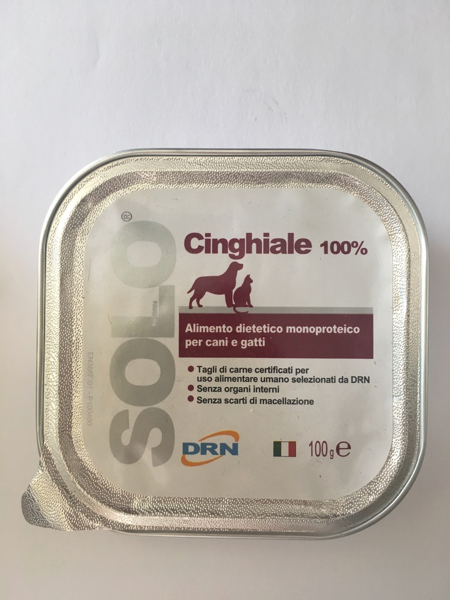 SOLO®
Cinghiale 100%
Alimento dietetico monoproteico
per cani e gatti
Tagli di carne certificati per
uso alimentare umano selezionati da DRN
Senza organi interni
Senza scarti di macellazione
DRN
100g℮